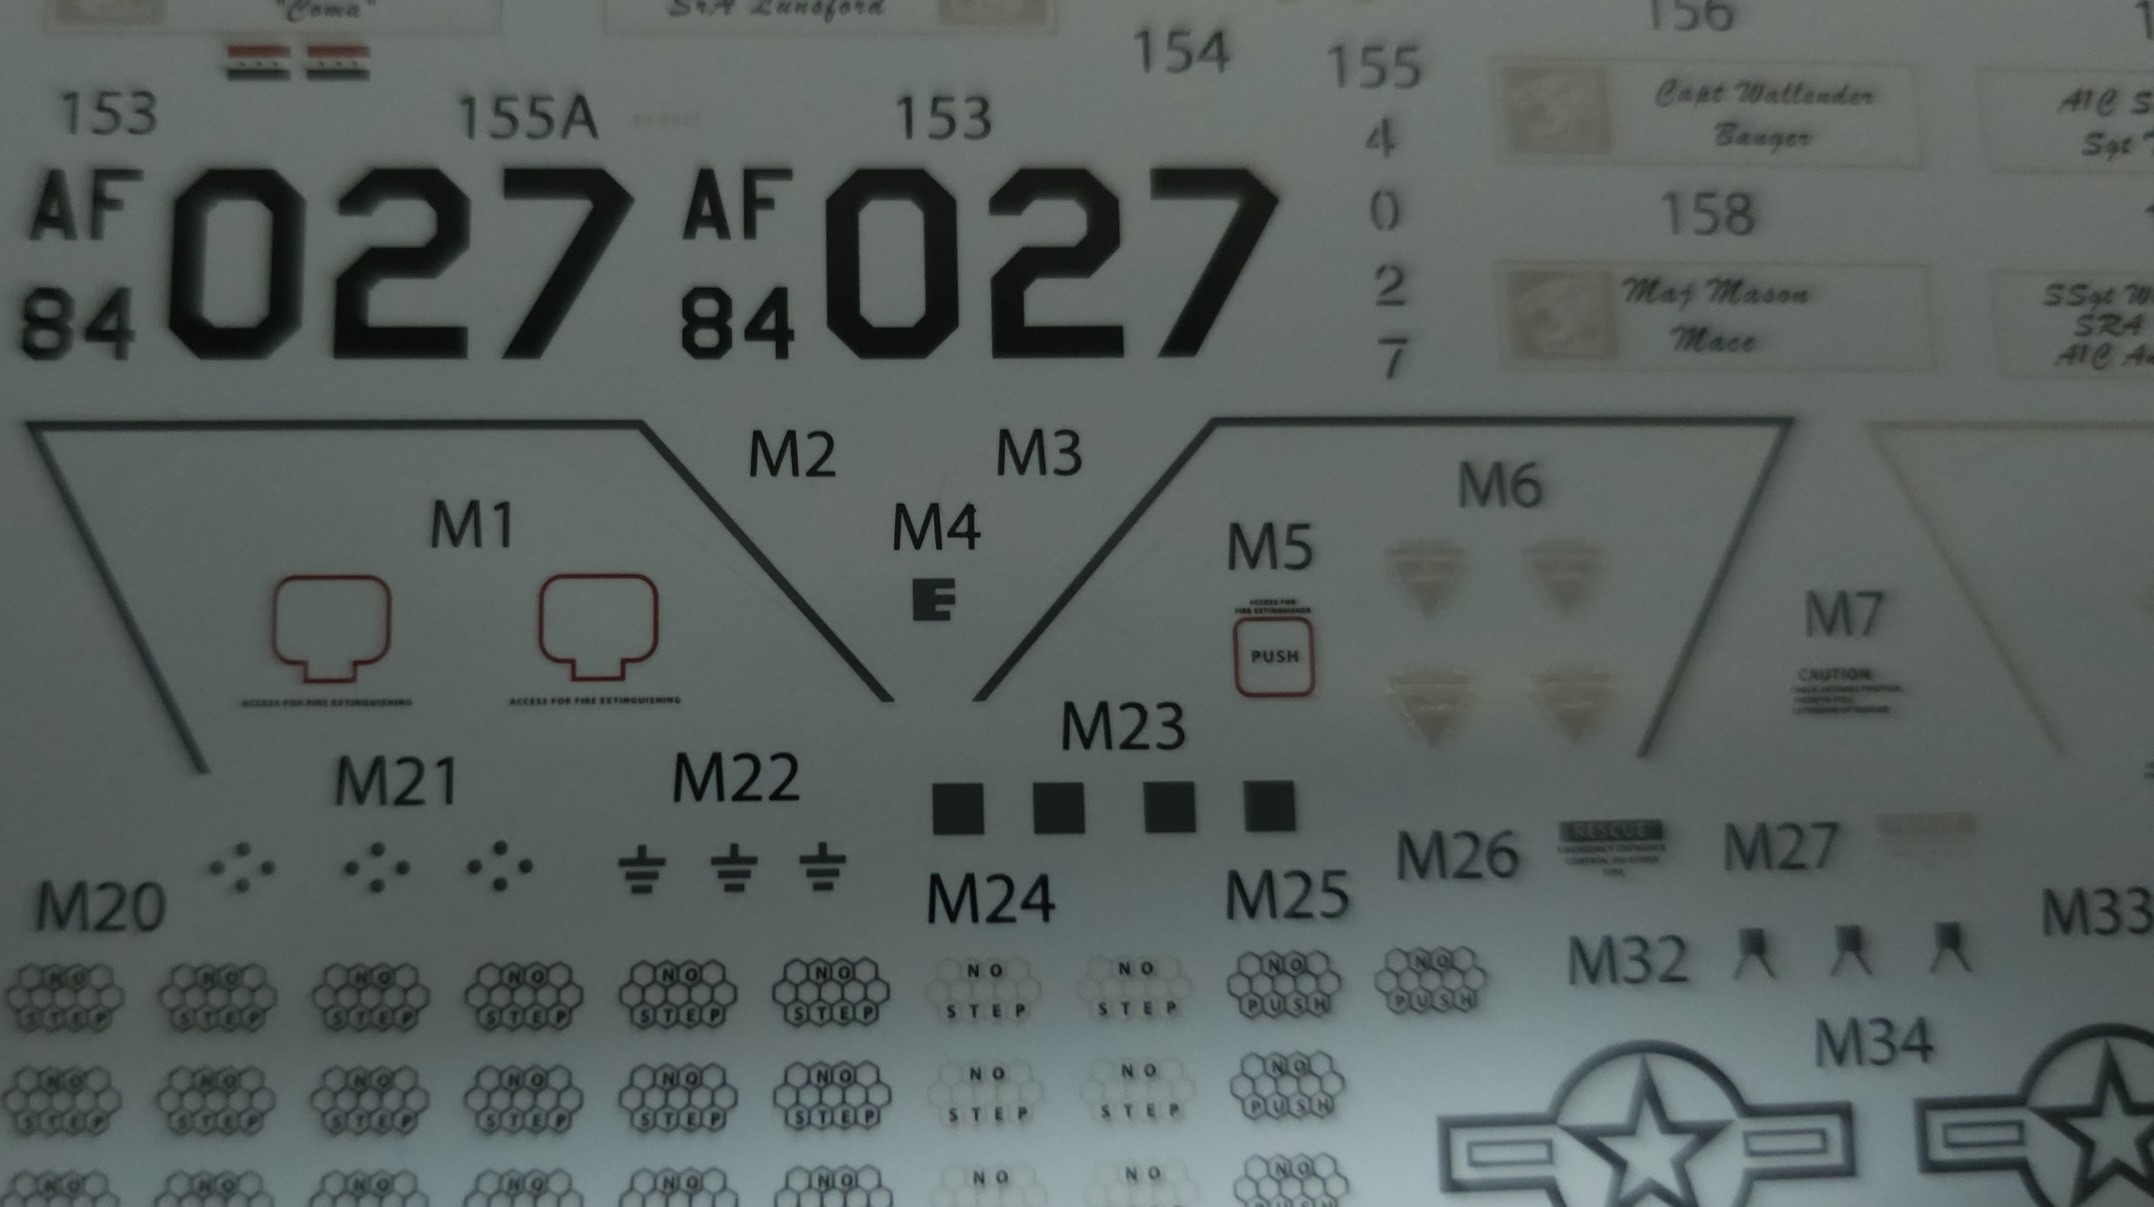 "Coma"
SrA Lunsford
154
155
156
153
155A
153
4
0
2
7
Capt Wallender
Banger
A1C S
Sgt
AF
84
027
AF
84
027
158
Maj Mason
Mace
SSgt W
SRA
A1C A
M1
M2
M3
M4
E
M5
ACCESS FOR
FIRE EXTINGUISHER
PUSH
M6
M7
CAUTION
ACCESS FOR FIRE EXTINGUISHING
ACCESS FOR FIRE EXTINGUISHING
M20
M21
M22
M23
M24
M25
M26
RESCUE
M27
M32
M33
M34
NO NO NO NO NO NO NO NO NO NO
STEP STEP STEP STEP STEP STEP STEP STEP PUSH PUSH
NO NO NO NO NO NO NO NO NO
STEP STEP STEP STEP STEP STEP STEP STEP PUSH
NO NO NO NO NO NO NO NO NO
PUSH